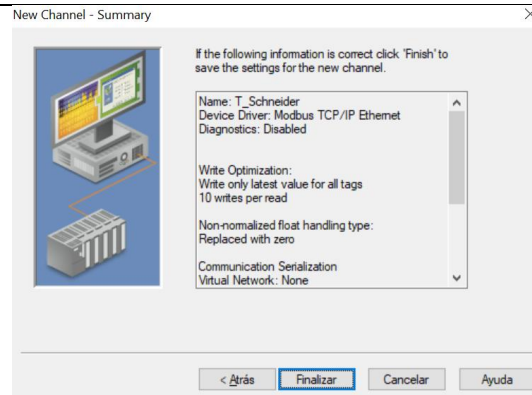 New Channel - Summary
If the following information is correct click 'Finish' to
save the settings for the new channel.
Name: T_Schneider
Device Driver: Modbus TCP/IP Ethernet
Diagnostics: Disabled
Write Optimization:
Write only latest value for all tags
10 writes per read
Non-normalized float handling type:
Replaced with zero
Communication Serialization
Virtual Network: None
< Atrás
Finalizar
Cancelar
Ayuda